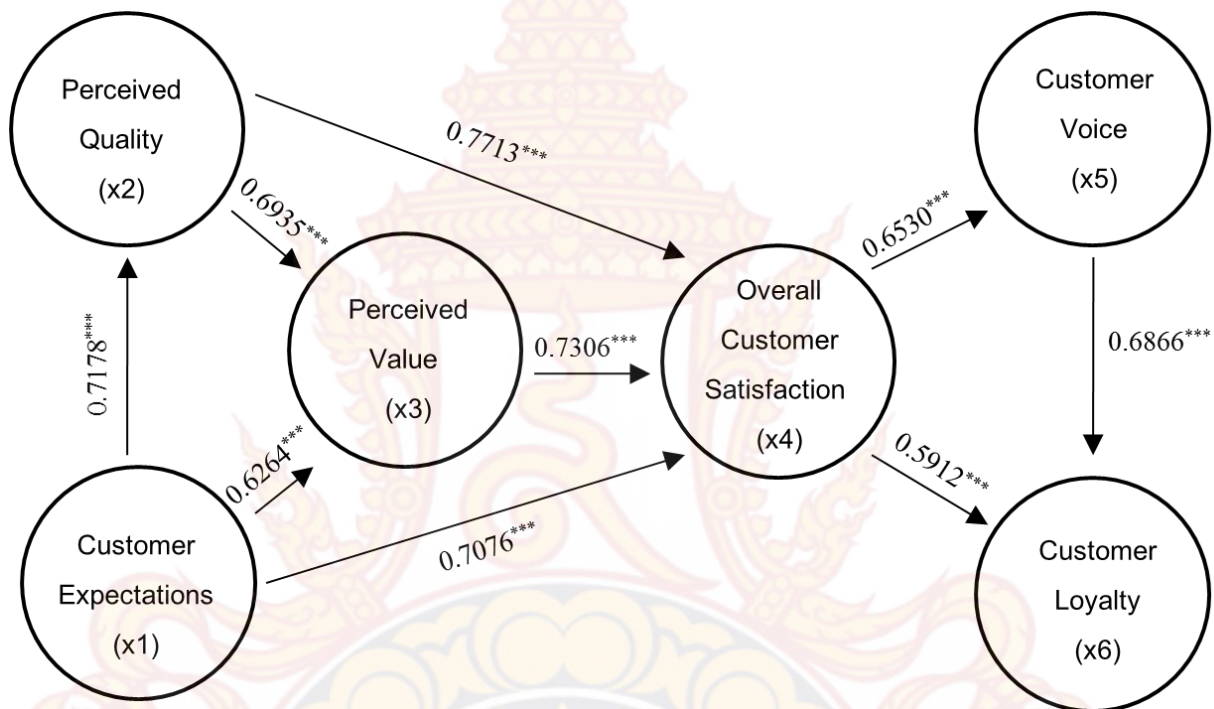 Perceived
Quality
(x2)
0.7713***
Customer
Voice
(x5)
0.6935***
0.6530***
Perceived
Value
(x3)
Overall
Customer
Satisfaction
(x4)
0.7306***
0.6866***
0.7178***
0.6264***
0.5912***
0.7076***
Customer
Expectations
(x1)
Customer
Loyalty
(x6)